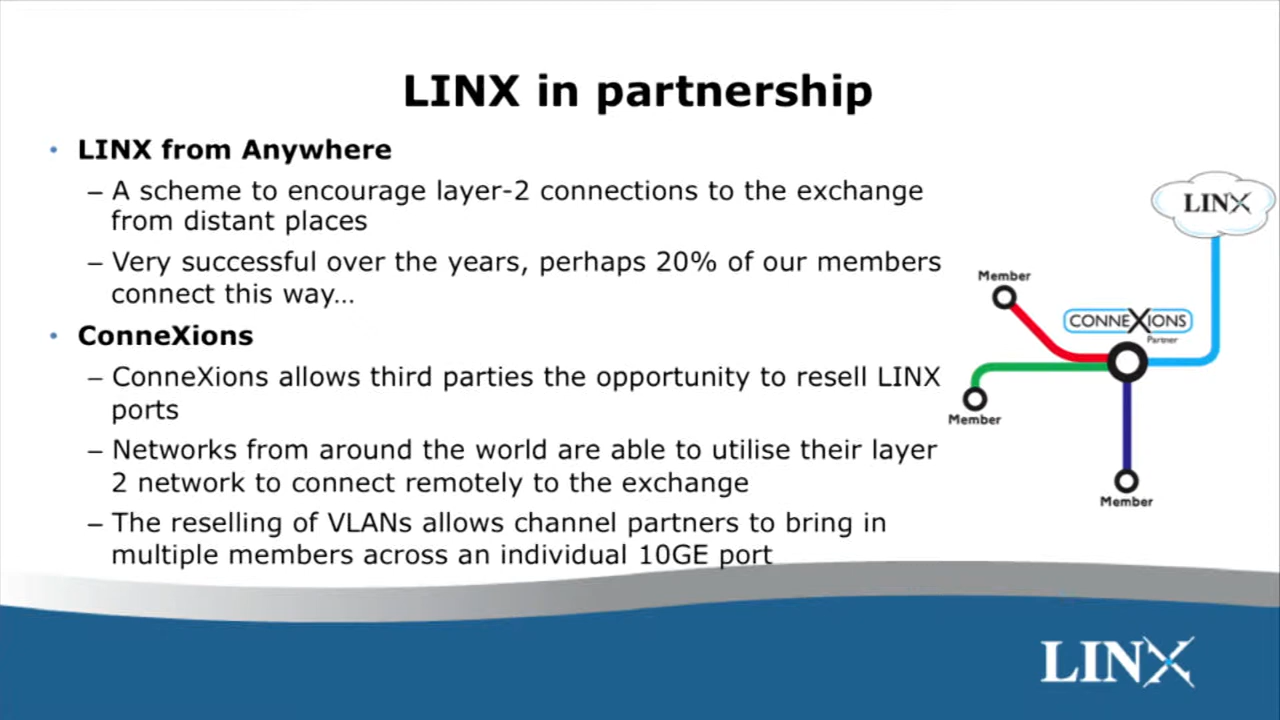 LINX in partnership
• LINX from Anywhere
– A scheme to encourage layer-2 connections to the exchange
from distant places
– Very successful over the years, perhaps 20% of our members
connect this way…
• ConneXions
– ConneXions allows third parties the opportunity to resell LINX
ports
– Networks from around the world are able to utilise their layer
2 network to connect remotely to the exchange
– The reselling of VLANs allows channel partners to bring in
multiple members across an individual 10GE port
LINX
Member
CONNEXIONS
Partner
Member
Member
LINX